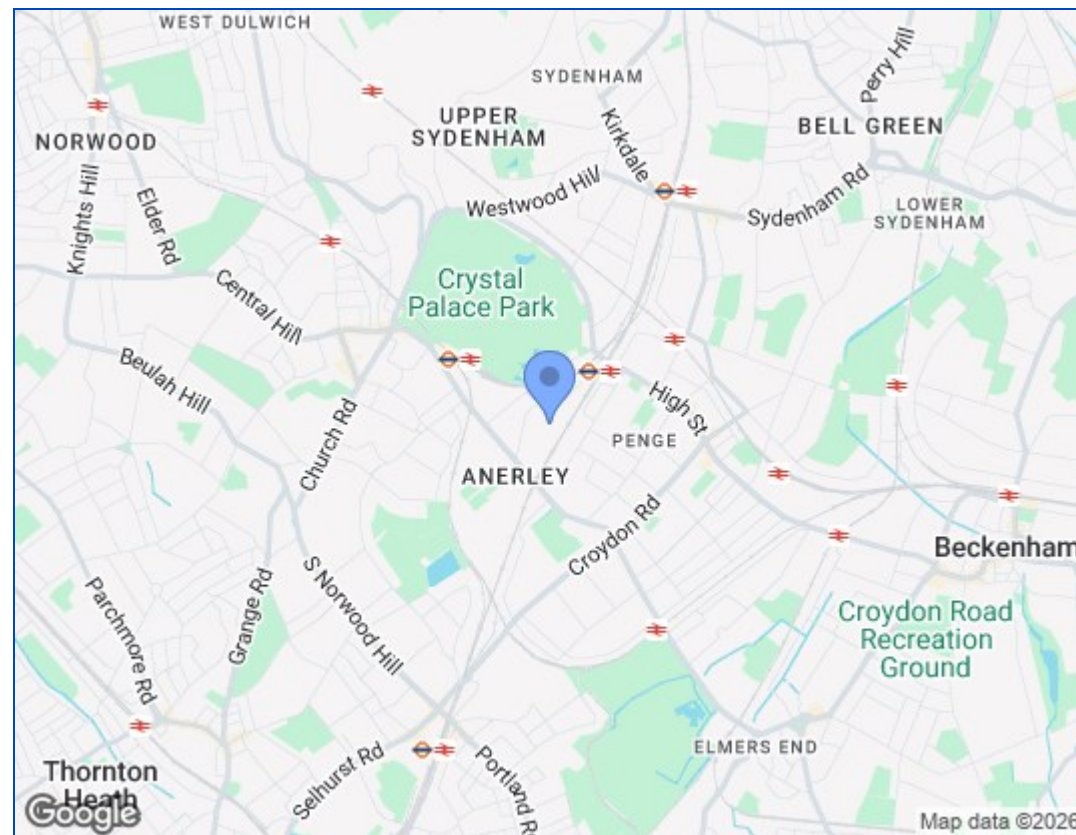 WEST DULWICH
SYDENHAM
Perry Hill
UPPER
SYDENHAM
Kirkdale
BELL GREEN
NORWOOD
Knights Hill
Elder Rd
Westwood Hill
Sydenham Rd
LOWER
SYDENHAM
Central Hill
Crystal
Palace Park
Beulah Hill
Church Rd
High St
PENGE
ANERLEY
Croydon Rd
Beckenham
S Norwood Hill
Grange Rd
Parchmore Rd
Croydon Road
Recreation
Ground
ELMERS END
Selhurst Rd
Portland R
Thornton
Heath
Google
Map data ©2026